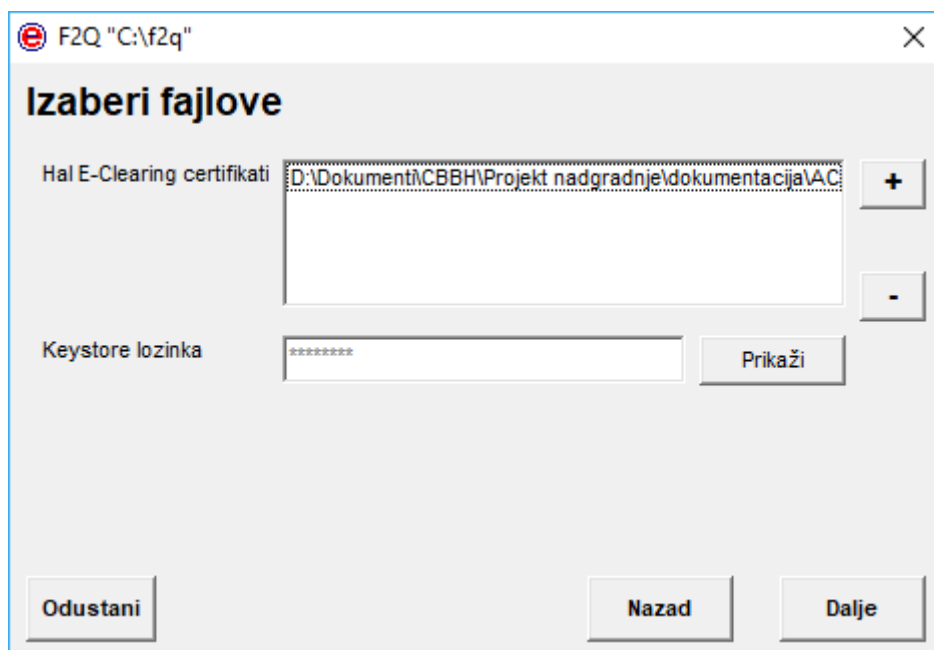 F2Q "C:\f2q"
Izaberi fajlove
Hal E-Clearing certifikati
D:\Dokumenti\CBBH\Projekt nadgradnje\dokumentacija\AC
+
-
Keystore lozinka
********
Prikaži
Odustani
Nazad
Dalje